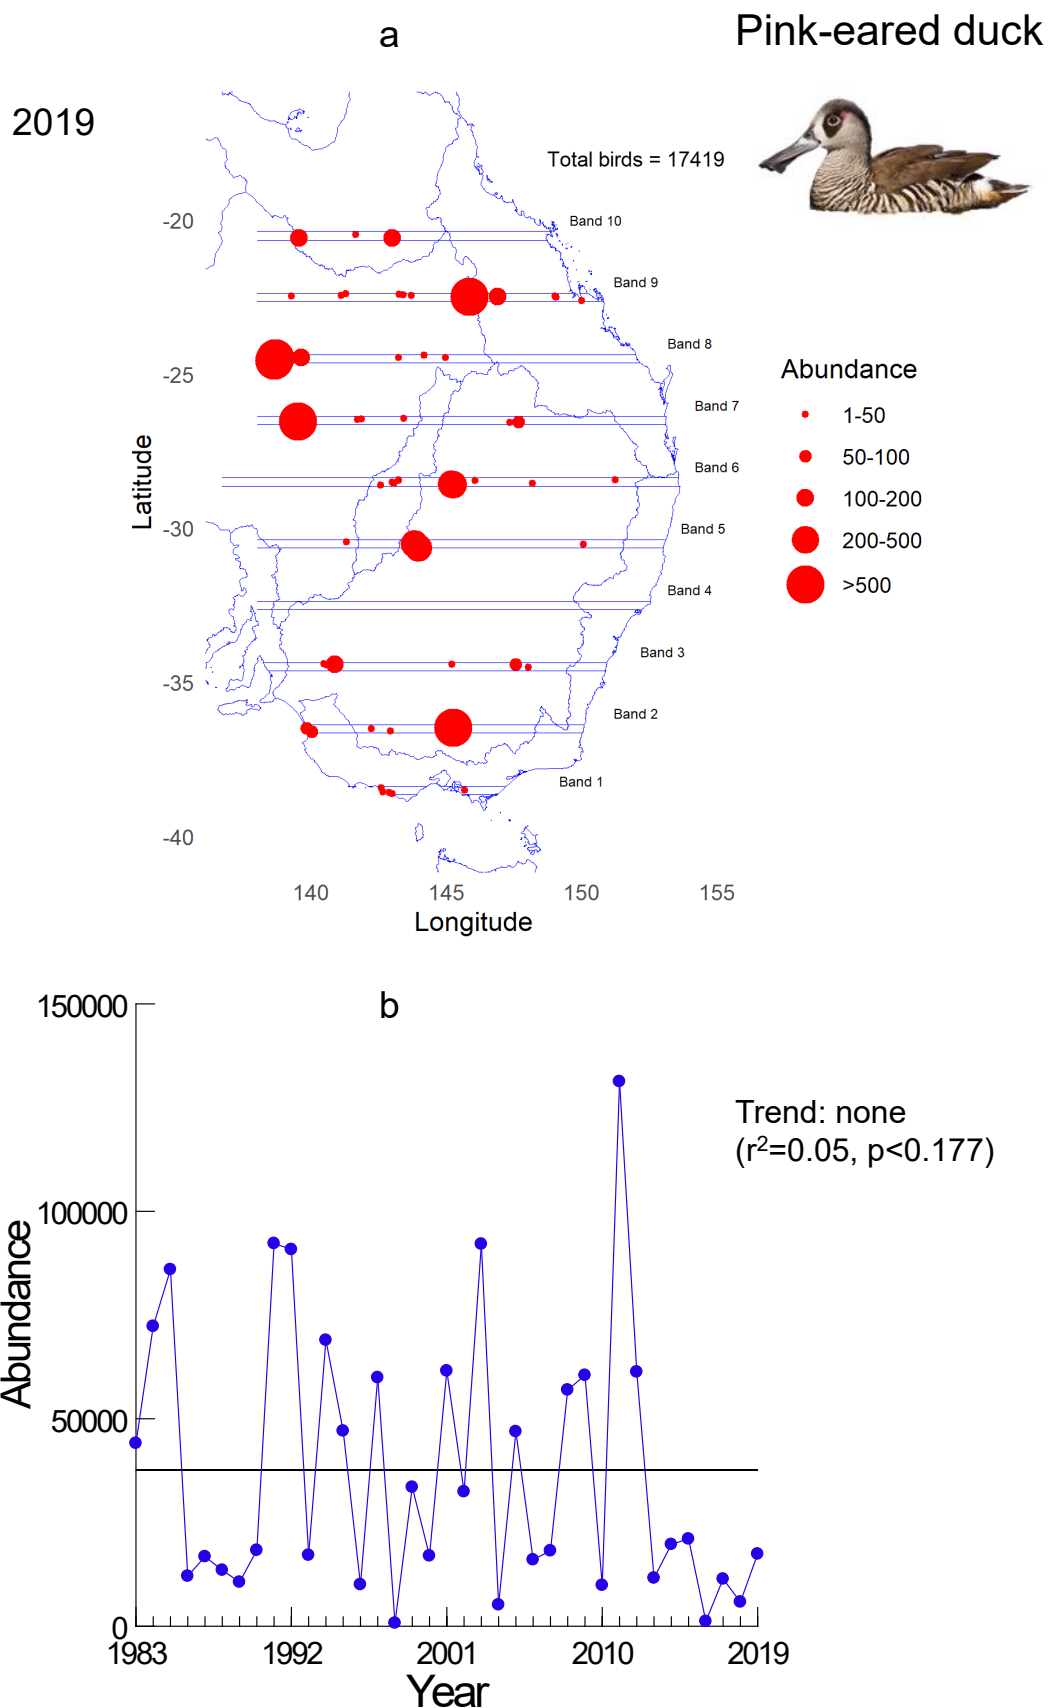 a
Pink-eared duck
2019
Total birds = 17419
-20
-25
-30
-35
-40
Latitude
Band 10
Band 9
Band 8
Band 7
Band 6
Band 5
Band 4
Band 3
Band 2
Band 1
140 145 150 155
Longitude
Abundance
1-50
50-100
100-200
200-500
>500
b
150000
100000
50000
0
Abundance
Trend: none
(r²=0.05, p<0.177)
1983 1992 2001 2010 2019
Year